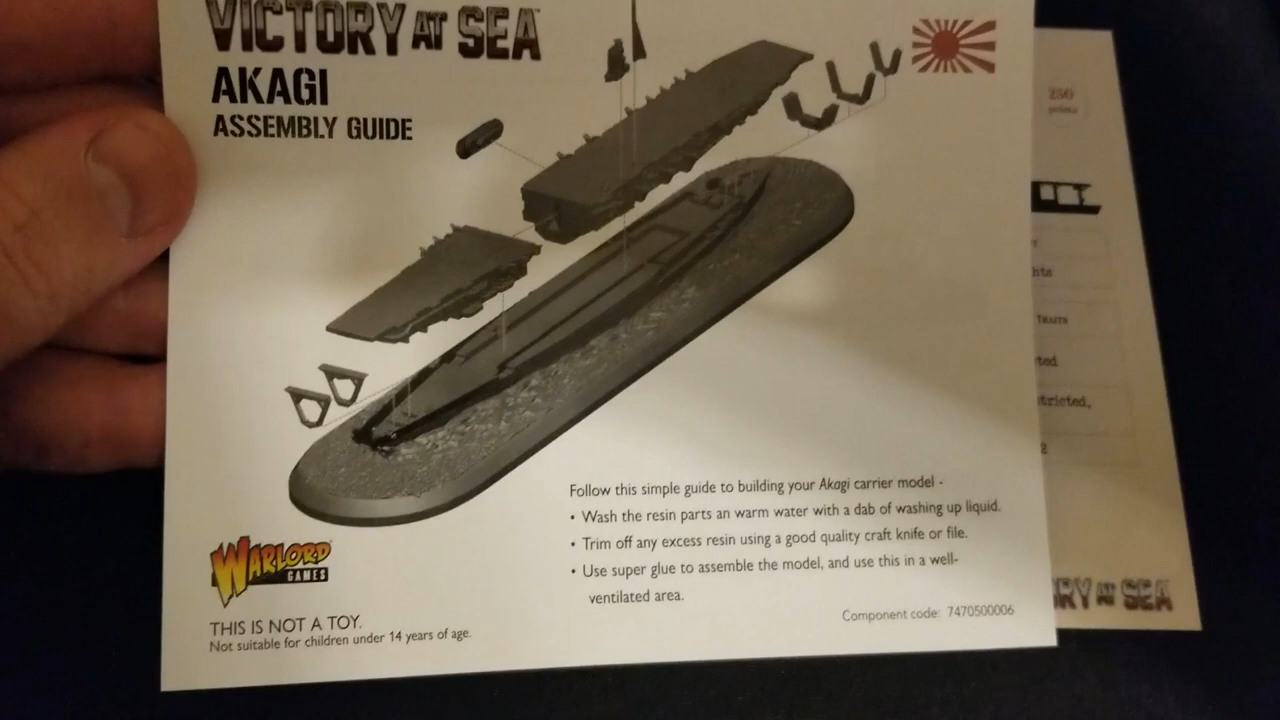 VICTORY AT SEA
AKAGI
ASSEMBLY GUIDE
Follow this simple guide to building your Akagi carrier model -
• Wash the resin parts an warm water with a dab of washing up liquid.
• Trim off any excess resin using a good quality craft knife or file.
• Use super glue to assemble the model, and use this in a well-
ventilated area.
Component code: 7470500006
WARLORD
GAMES
THIS IS NOT A TOY.
Not suitable for children under 14 years of age.
230
points
TRAITS
2
AT SEA